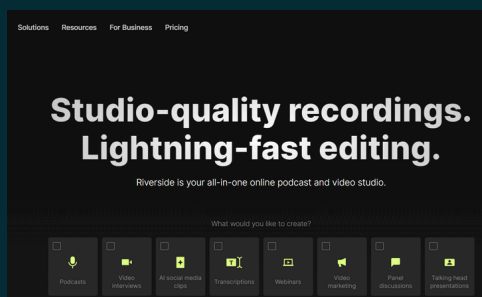 Solutions Resources For Business Pricing
Studio-quality recordings.
Lightning-fast editing.
Riverside is your all-in-one online podcast and video studio.
What would you like to create?
Podcasts
Video
interviews
AI social media
clips
Transcriptions
Webinars
Video
marketing
Panel
discussions
Talking head
presentations